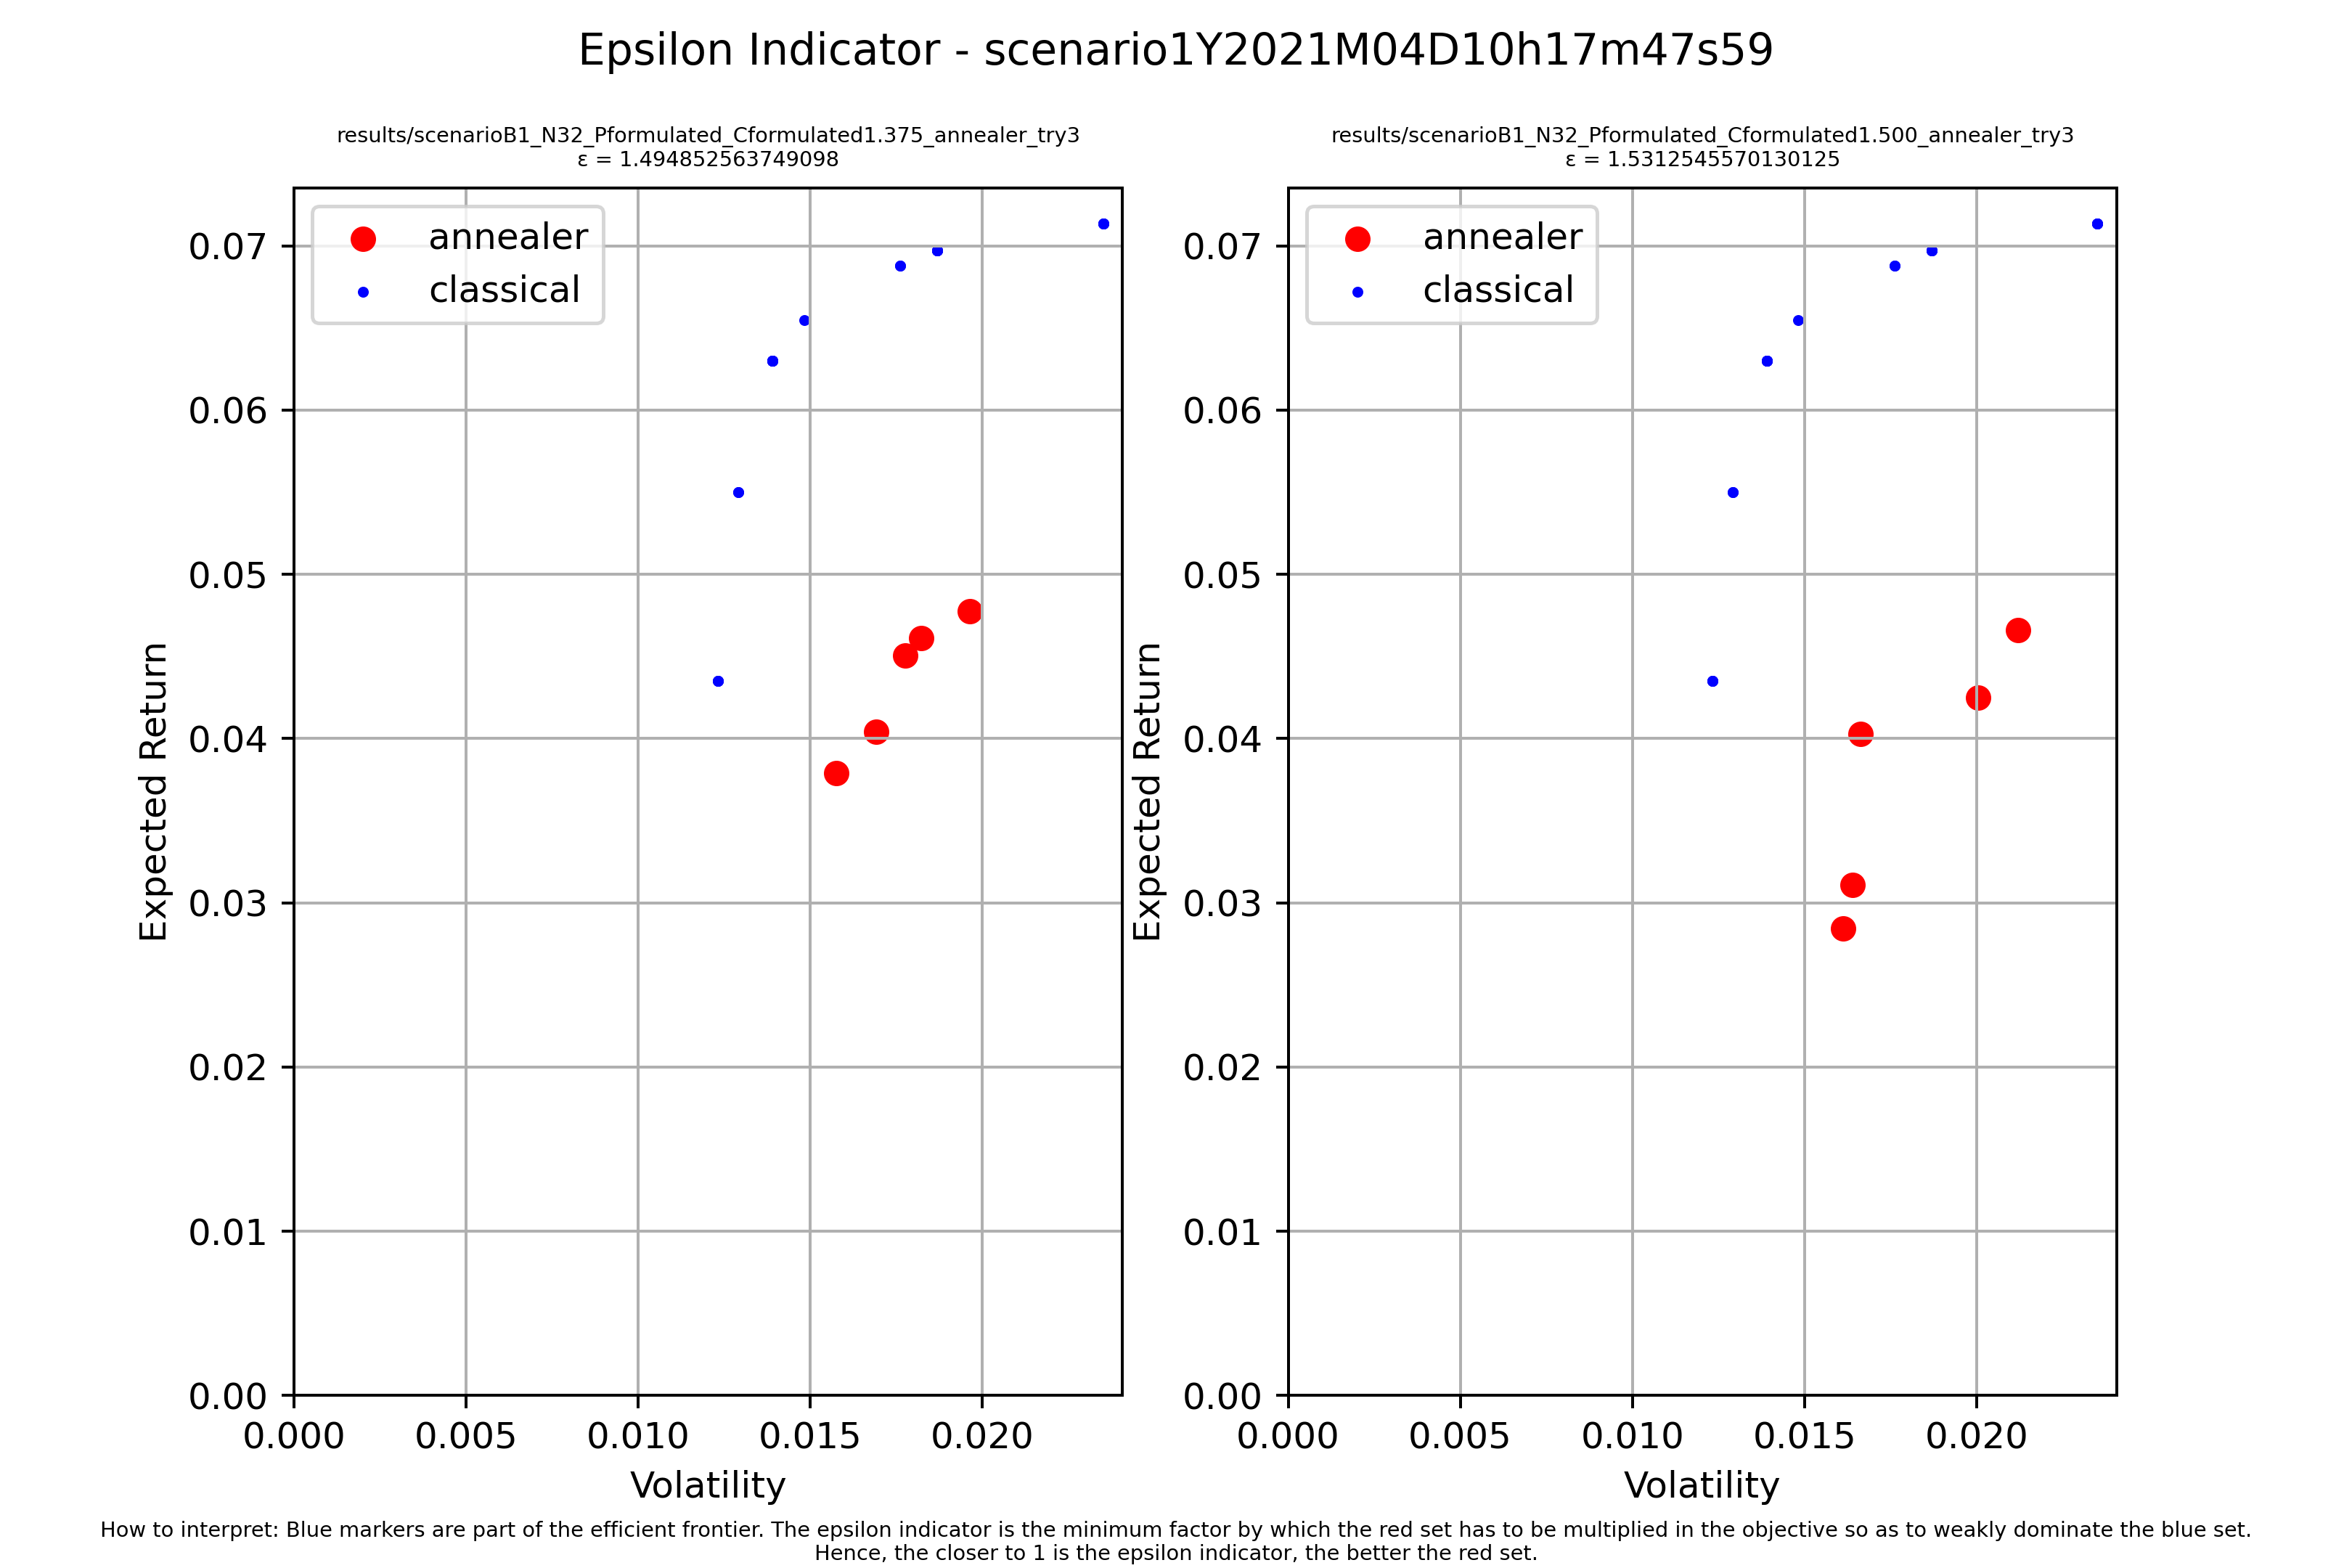 Epsilon Indicator - scenario1Y2021M04D10h17m47s59
results/scenarioB1_N32_Pformulated_Cformulated1.375_annealer_try3
ε = 1.494852563749098
annealer
classical
0.07
0.06
0.05
0.04
0.03
0.02
0.01
0.00
Expected Return
0.000
0.005
0.010
0.015
0.020
Volatility
results/scenarioB1_N32_Pformulated_Cformulated1.500_annealer_try3
ε = 1.5312545570130125
annealer
classical
0.07
0.06
0.05
0.04
0.03
0.02
0.01
0.00
Expected Return
0.000
0.005
0.010
0.015
0.020
Volatility
How to interpret: Blue markers are part of the efficient frontier. The epsilon indicator is the minimum factor by which the red set has to be multiplied in the objective so as to weakly dominate the blue set.
Hence, the closer to 1 is the epsilon indicator, the better the red set.